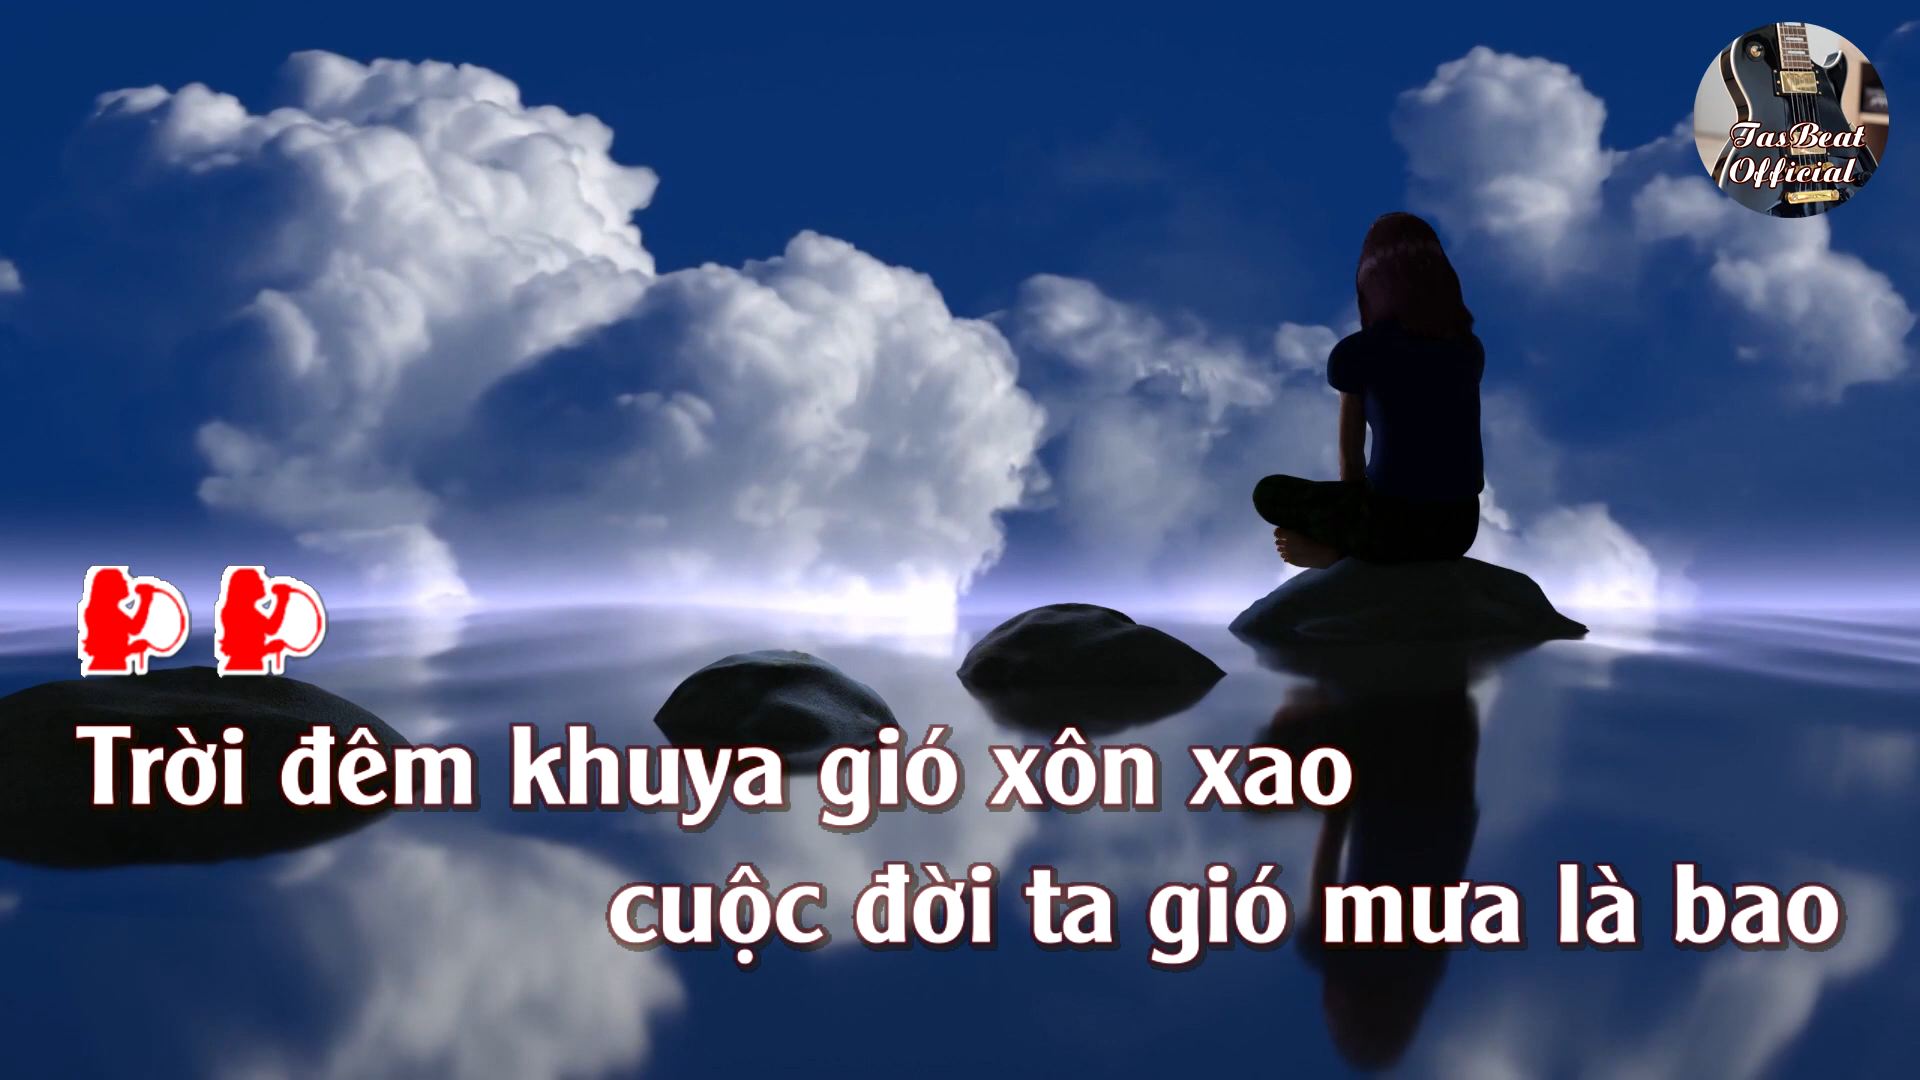 TasBeat
Official
Trời đêm khuya gió xôn xao
cuộc đời ta gió mưa là bao